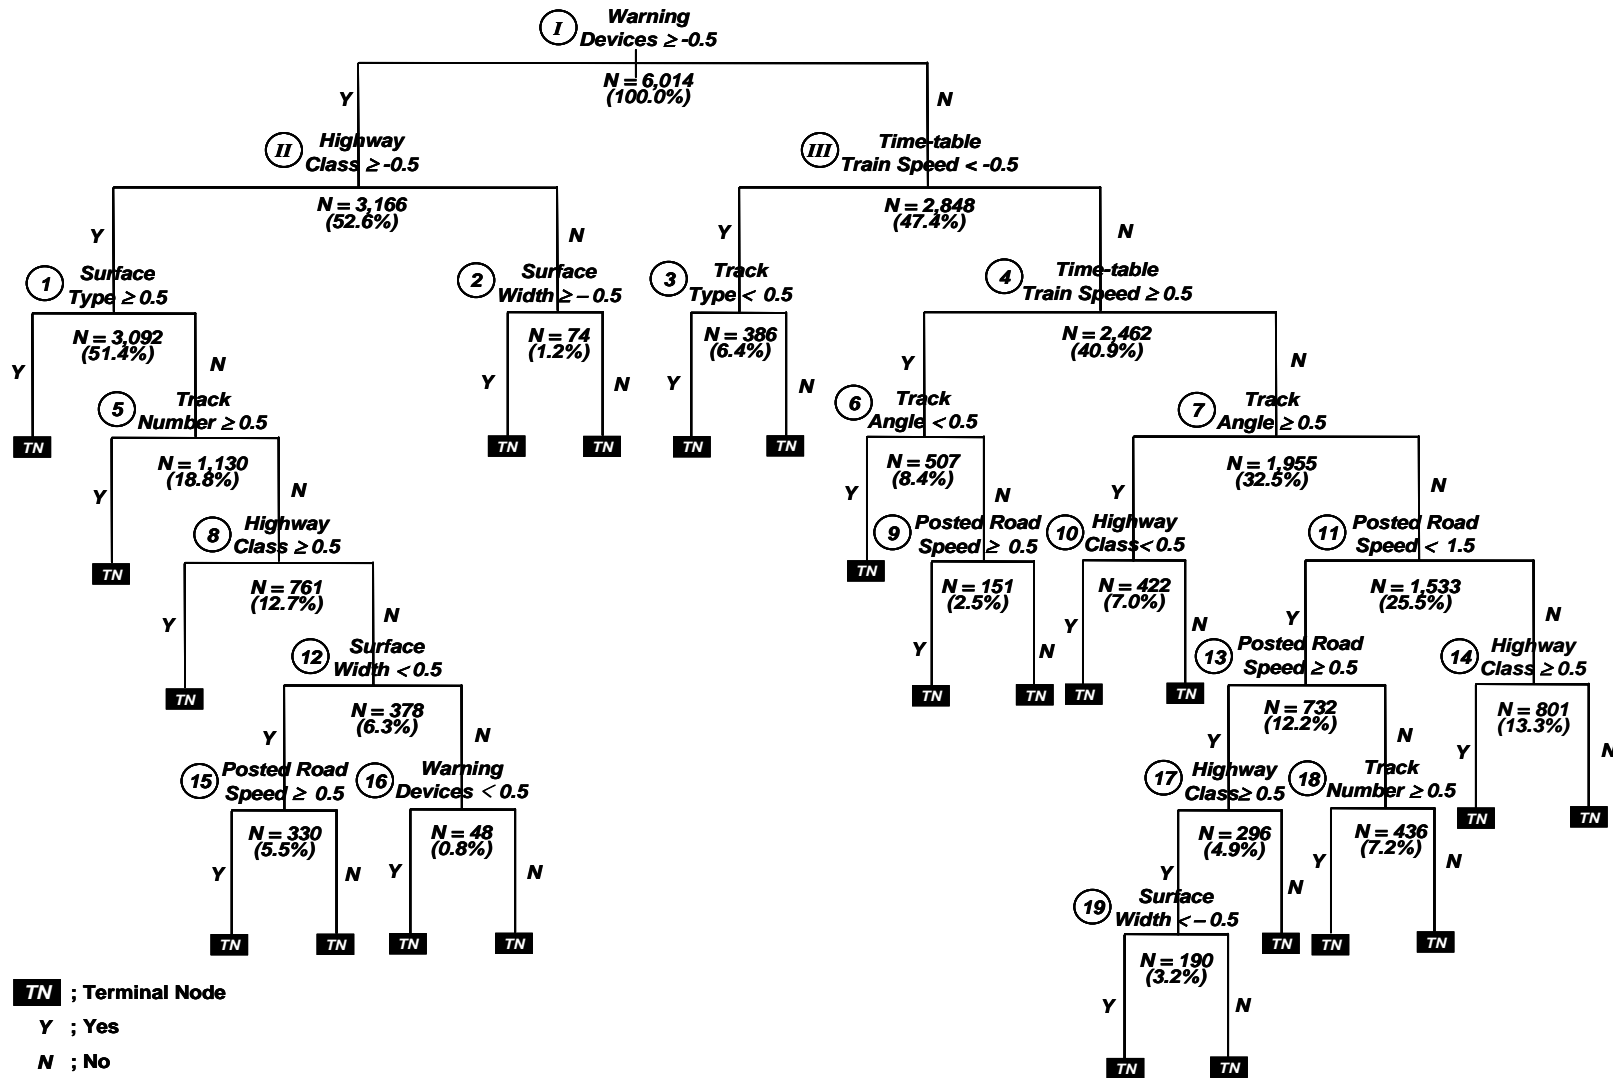 I Warning
Devices ≥ -0.5
N = 6,014
(100.0%)
Y
N
II Highway
Class ≥ -0.5
III Time-table
Train Speed < -0.5
N = 3,166
(52.6%)
N = 2,848
(47.4%)
Y
N
Y
N
1 Surface
Type ≥ 0.5
2 Surface
Width ≥ – 0.5
3 Track
Type < 0.5
4 Time-table
Train Speed ≥ 0.5
N = 3,092
(51.4%)
N = 74
(1.2%)
N = 386
(6.4%)
N = 2,462
(40.9%)
Y
N
Y
N
Y
N
Y
N
5 Track
Number ≥ 0.5
6 Track
Angle < 0.5
7 Track
Angle ≥ 0.5
TN
TN
TN
TN
TN
N = 1,130
(18.8%)
N = 507
(8.4%)
N = 1,955
(32.5%)
Y
N
Y
N
Y
N
8 Highway
Class ≥ 0.5
9 Posted Road
Speed ≥ 0.5
10 Highway
Class< 0.5
11 Posted Road
Speed < 1.5
TN
TN
N = 761
(12.7%)
N = 151
(2.5%)
N = 422
(7.0%)
N = 1,533
(25.5%)
Y
N
Y
N
Y
N
Y
N
12 Surface
Width < 0.5
13 Posted Road
Speed ≥ 0.5
14 Highway
Class ≥ 0.5
TN
TN
TN
TN
TN
N = 378
(6.3%)
N = 732
(12.2%)
N = 801
(13.3%)
Y
N
Y
N
Y
N
15 Posted Road
Speed ≥ 0.5
16 Warning
Devices < 0.5
17 Highway
Class≥ 0.5
18 Track
Number ≥ 0.5
TN
TN
N = 330
(5.5%)
N = 48
(0.8%)
N = 296
(4.9%)
N = 436
(7.2%)
Y
N
Y
N
Y
N
Y
N
19 Surface
Width < – 0.5
TN
TN
TN
TN
TN
TN
TN
N = 190
(3.2%)
Y
N
TN
TN
TN ; Terminal Node
Y ; Yes
N ; No